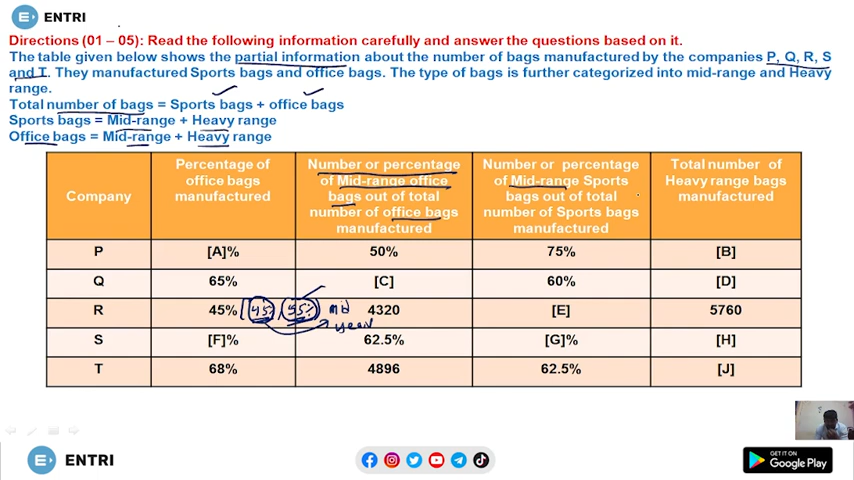 ENTRI
Directions (01 – 05): Read the following information carefully and answer the questions based on it.
The table given below shows the partial information about the number of bags manufactured by the companies P, Q, R, S
and T. They manufactured Sports bags and office bags. The type of bags is further categorized into mid-range and Heavy
range.
Total number of bags = Sports bags + office bags
Sports bags = Mid-range + Heavy range
Office bags = Mid-range + Heavy range
Company
Percentage of
office bags
manufactured
Number or percentage
of Mid-range office
bags out of total
number of office bags
manufactured
Number or percentage
of Mid-range Sports
bags out of total
number of Sports bags
manufactured
Total number of
Heavy range bags
manufactured
P [A]% 50% 75% [B]
Q 65% [C] 60% [D]
R 45% 45% 55% mid 4320 [E] 5760
S [F]% 62.5% [G]% [H]
T 68% 4896 62.5% [J]
ENTRI
GET IT ON
Google Play